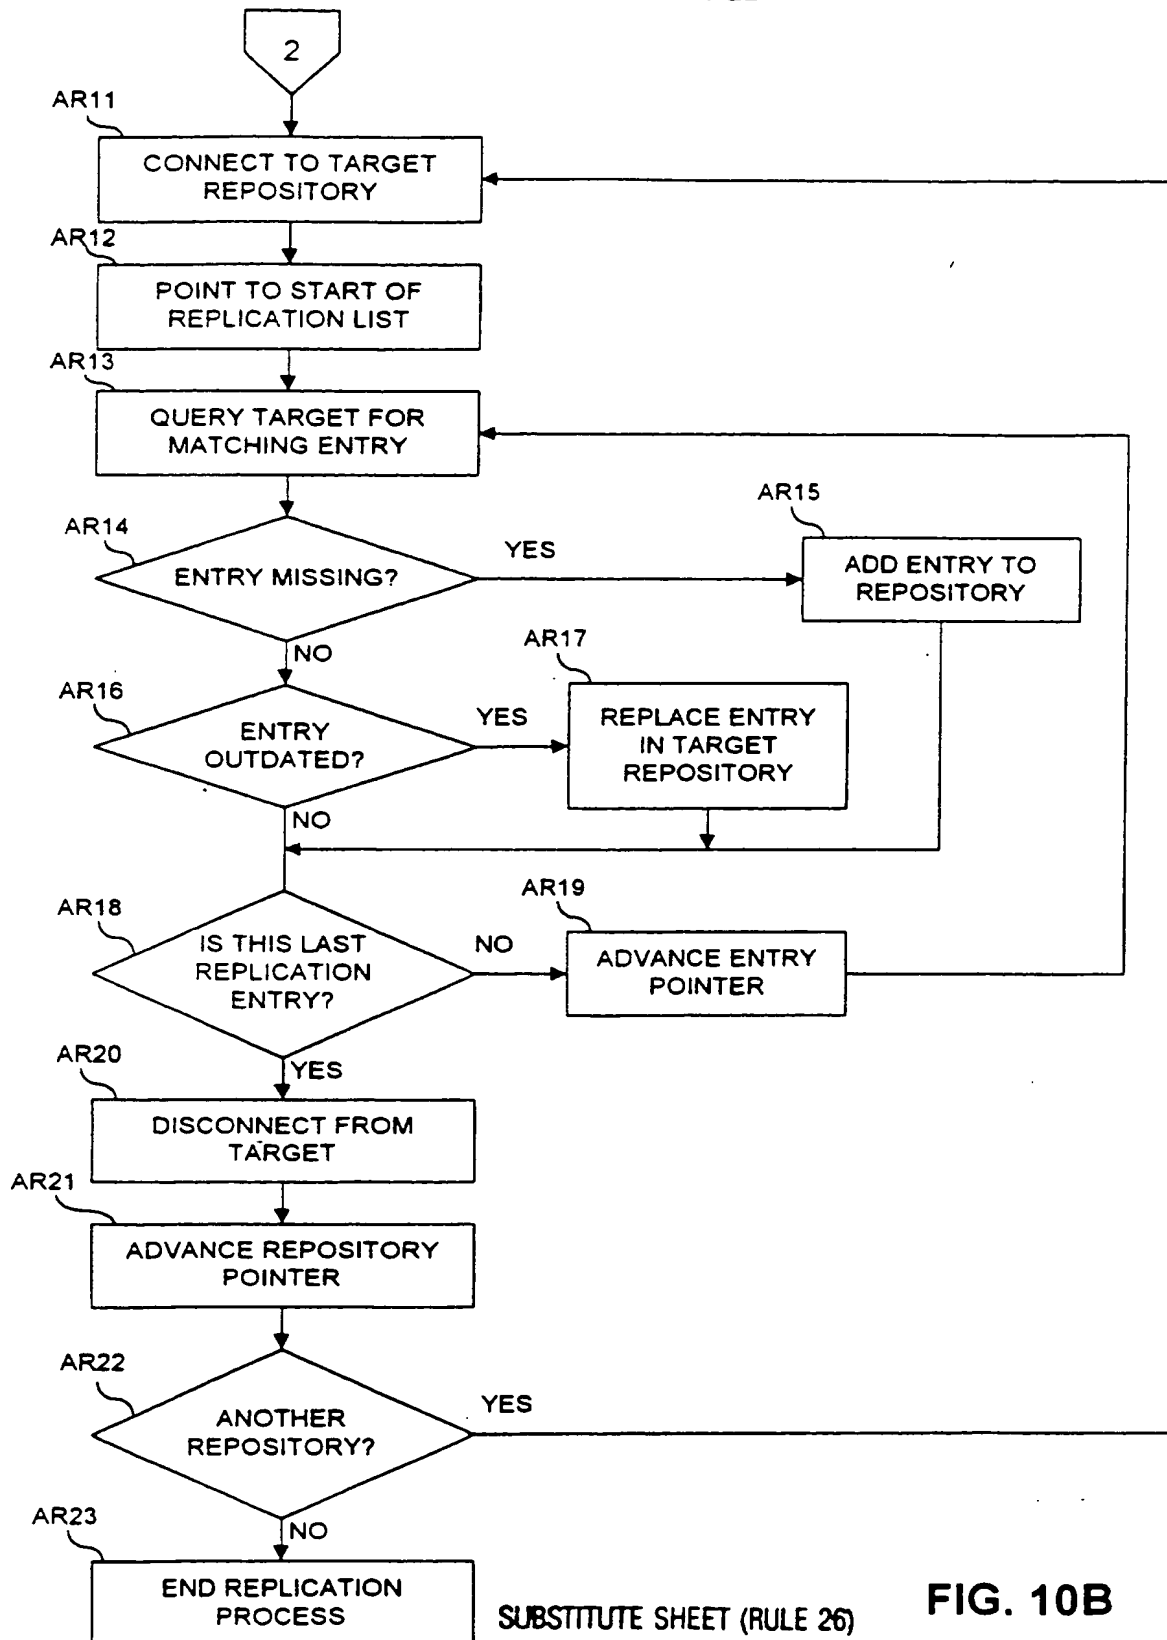 2
AR11
CONNECT TO TARGET
REPOSITORY
AR12
POINT TO START OF
REPLICATION LIST
AR13
QUERY TARGET FOR
MATCHING ENTRY
AR14
ENTRY MISSING?
YES
AR15
ADD ENTRY TO
REPOSITORY
NO
AR16
ENTRY
OUTDATED?
YES
AR17
REPLACE ENTRY
IN TARGET
REPOSITORY
NO
AR18
IS THIS LAST
REPLICATION
ENTRY?
NO
AR19
ADVANCE ENTRY
POINTER
YES
AR20
DISCONNECT FROM
TARGET
AR21
ADVANCE REPOSITORY
POINTER
AR22
ANOTHER
REPOSITORY?
YES
NO
AR23
END REPLICATION
PROCESS
SUBSTITUTE SHEET (RULE 26)
FIG. 10B